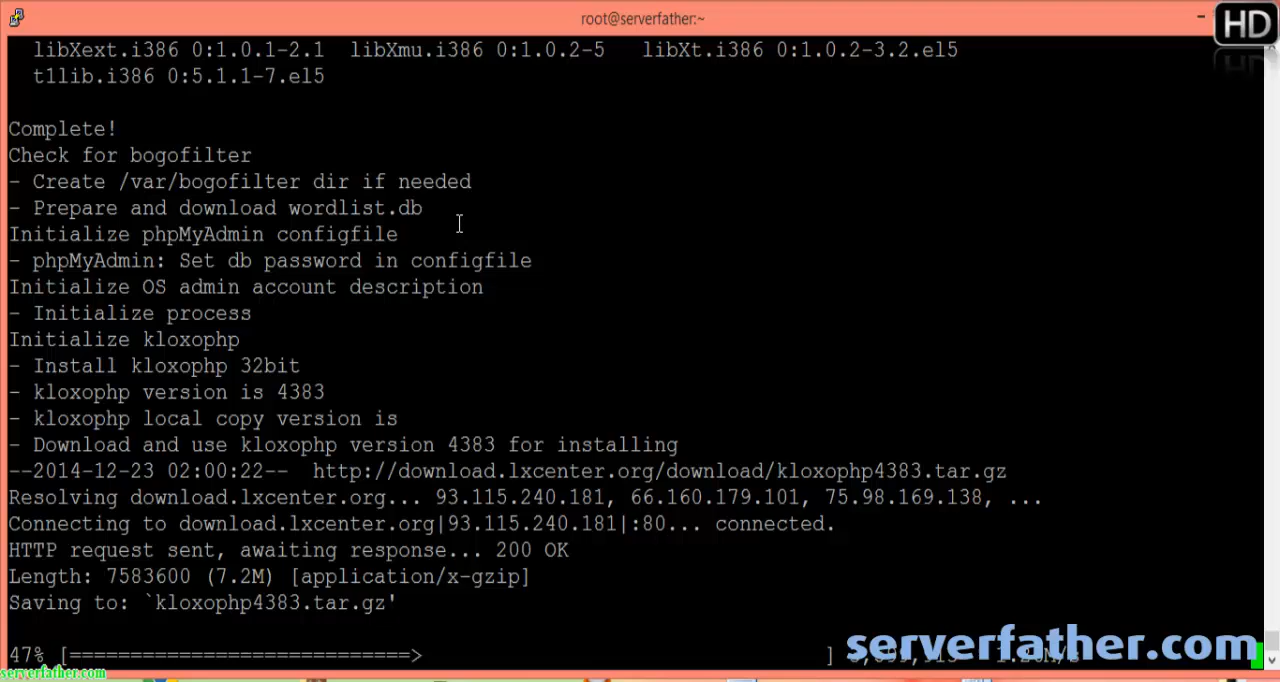 root@serverfather:~
HD
libXext.i386 0:1.0.1-2.1 libXmu.i386 0:1.0.2-5 libXt.i386 0:1.0.2-3.2.el5
t1lib.i386 0:5.1.1-7.el5
Complete!
Check for bogofilter
- Create /var/bogofilter dir if needed
- Prepare and download wordlist.db
Initialize phpMyAdmin configfile
- phpMyAdmin: Set db password in configfile
Initialize OS admin account description
- Initialize process
Initialize kloxophp
- Install kloxophp 32bit
- kloxophp version is 4383
- kloxophp local copy version is
- Download and use kloxophp version 4383 for installing
--2014-12-23 02:00:22-- http://download.lxcenter.org/download/kloxophp4383.tar.gz
Resolving download.lxcenter.org... 93.115.240.181, 66.160.179.101, 75.98.169.138, ...
Connecting to download.lxcenter.org|93.115.240.181|:80... connected.
HTTP request sent, awaiting response... 200 OK
Length: 7583600 (7.2M) [application/x-gzip]
Saving to: `kloxophp4383.tar.gz'
47% [============================> ]
serverfather.com
serverfather.com